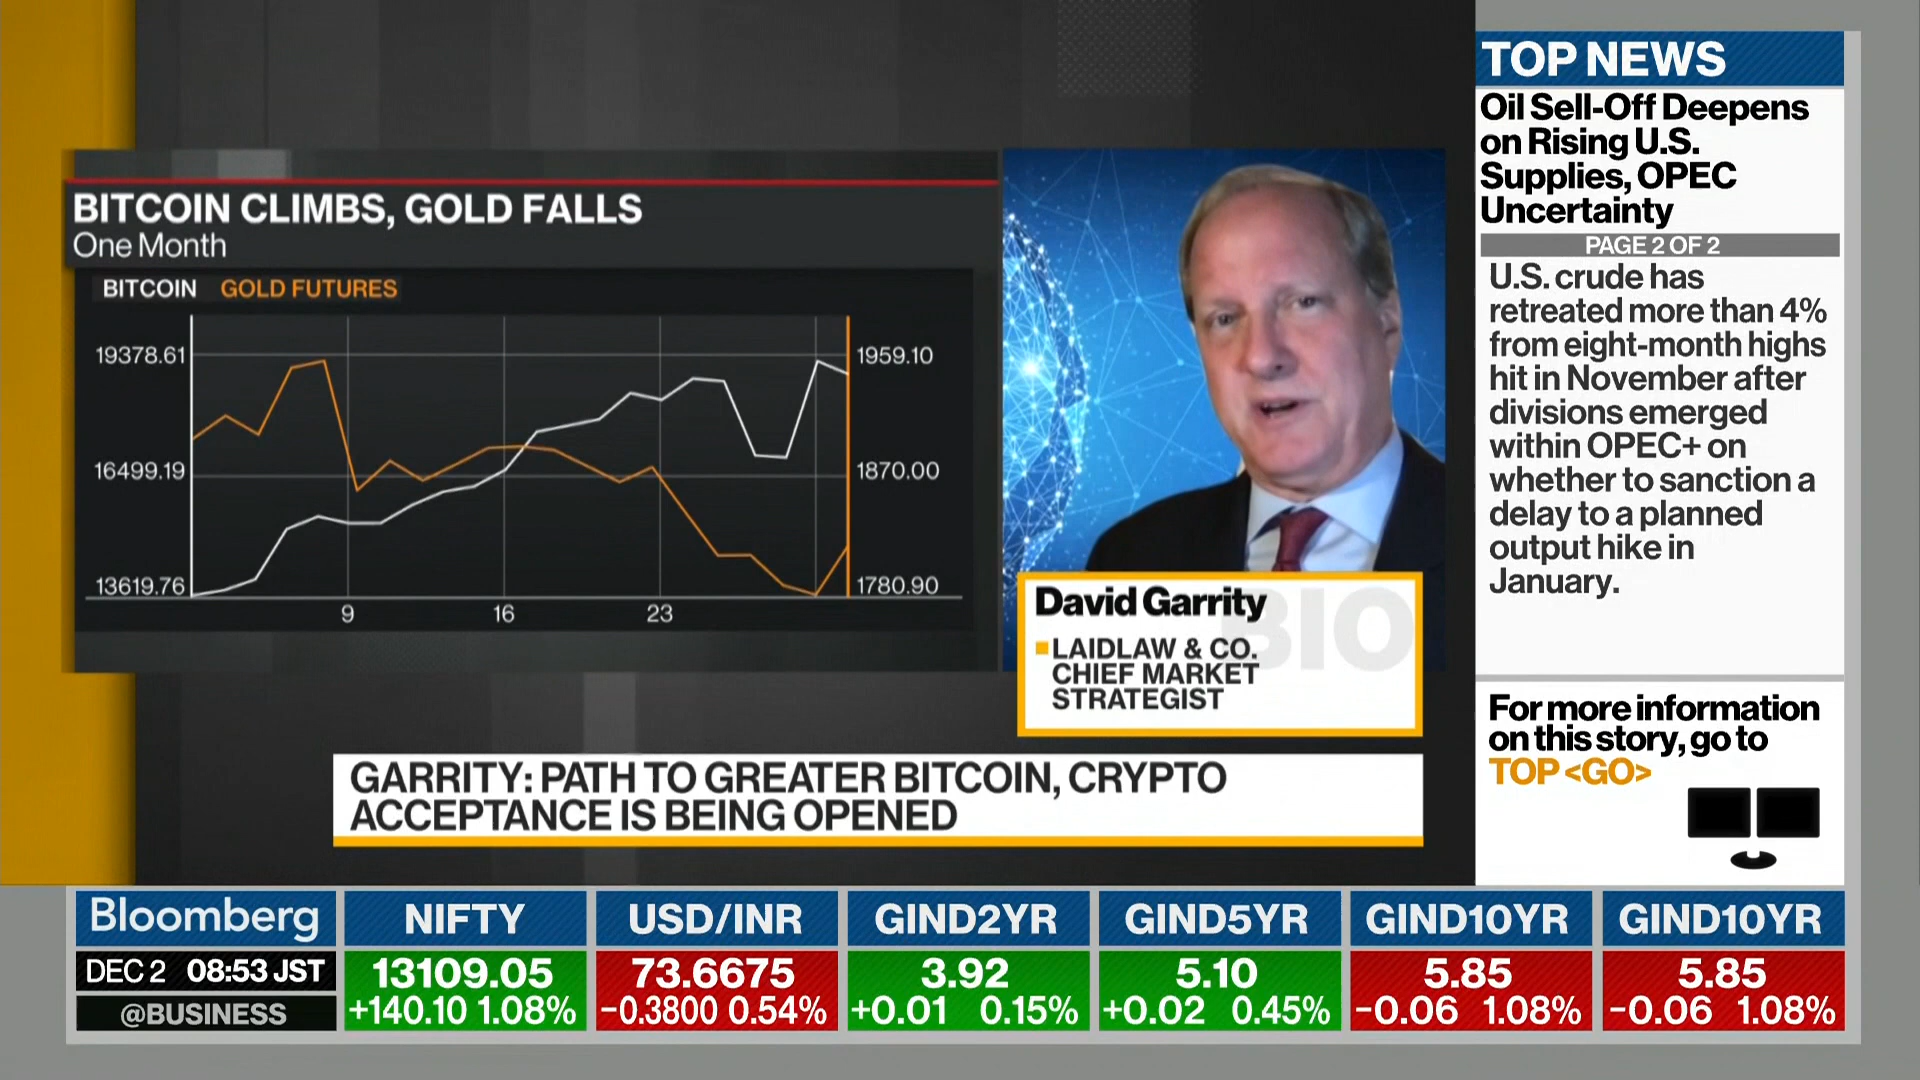 BITCOIN CLIMBS, GOLD FALLS
One Month
BITCOIN GOLD FUTURES
19378.61
16499.19
13619.76
1959.10
1870.00
1780.90
9 16 23
BIO
David Garrity
LAIDLAW & CO.
CHIEF MARKET
STRATEGIST
GARRITY: PATH TO GREATER BITCOIN, CRYPTO
ACCEPTANCE IS BEING OPENED
TOP NEWS
Oil Sell-Off Deepens
on Rising U.S.
Supplies, OPEC
Uncertainty
PAGE 2 OF 2
U.S. crude has
retreated more than 4%
from eight-month highs
hit in November after
divisions emerged
within OPEC+ on
whether to sanction a
delay to a planned
output hike in
January.
For more information
on this story, go to
TOP <GO>
Bloomberg
DEC 2 08:53 JST
@BUSINESS
NIFTY
13109.05
+140.10 1.08%
USD/INR
73.6675
-0.3800 0.54%
GIND2YR
3.92
+0.01 0.15%
GIND5YR
5.10
+0.02 0.45%
GIND10YR
5.85
-0.06 1.08%
GIND10YR
5.85
-0.06 1.08%